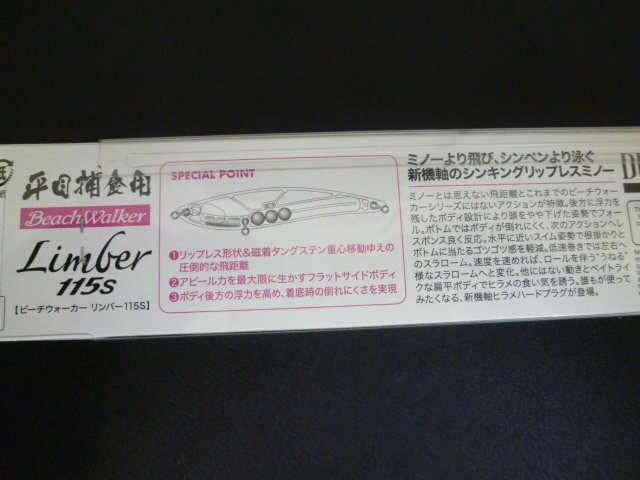 平目捕食用
Beach Walker
Limber
115S
【ビーチウォーカー リンバー115S】
SPECIAL POINT
❶リップレス形状&磁着タングステン重心移動ゆえの
圧倒的な飛距離
❷アピール力を最大限に生かすフラットサイドボディ
❸ボディ後方の浮力を高め、着底時の倒れにくさを実現
ミノーより飛び、シンペンより泳ぐ
新機軸のシンキングリップレスミノー
ミノーとは思えない飛距離とこれまでのビーチウォー
カーシリーズにはないアクションが特徴。後方に浮力を
残したボディ設計により頭をやや下げた姿勢でフォー
ル。ボトムではボディが倒れにくく、次のアクションへレ
スポンス良く反応。水平に近いスイム姿勢で根掛かりと
ボトムに当たるゴツゴツ感を軽減。低速巻きでは左右へ
のスラローム。速度を速めれば、ロールを伴う"うねる"
様なスラロームへと変化。他にはない動きとベイトライ
クな扁平ボディでヒラメの食い気を誘う。誰もが使って
みたくなる、新機軸ヒラメハードプラグが登場。